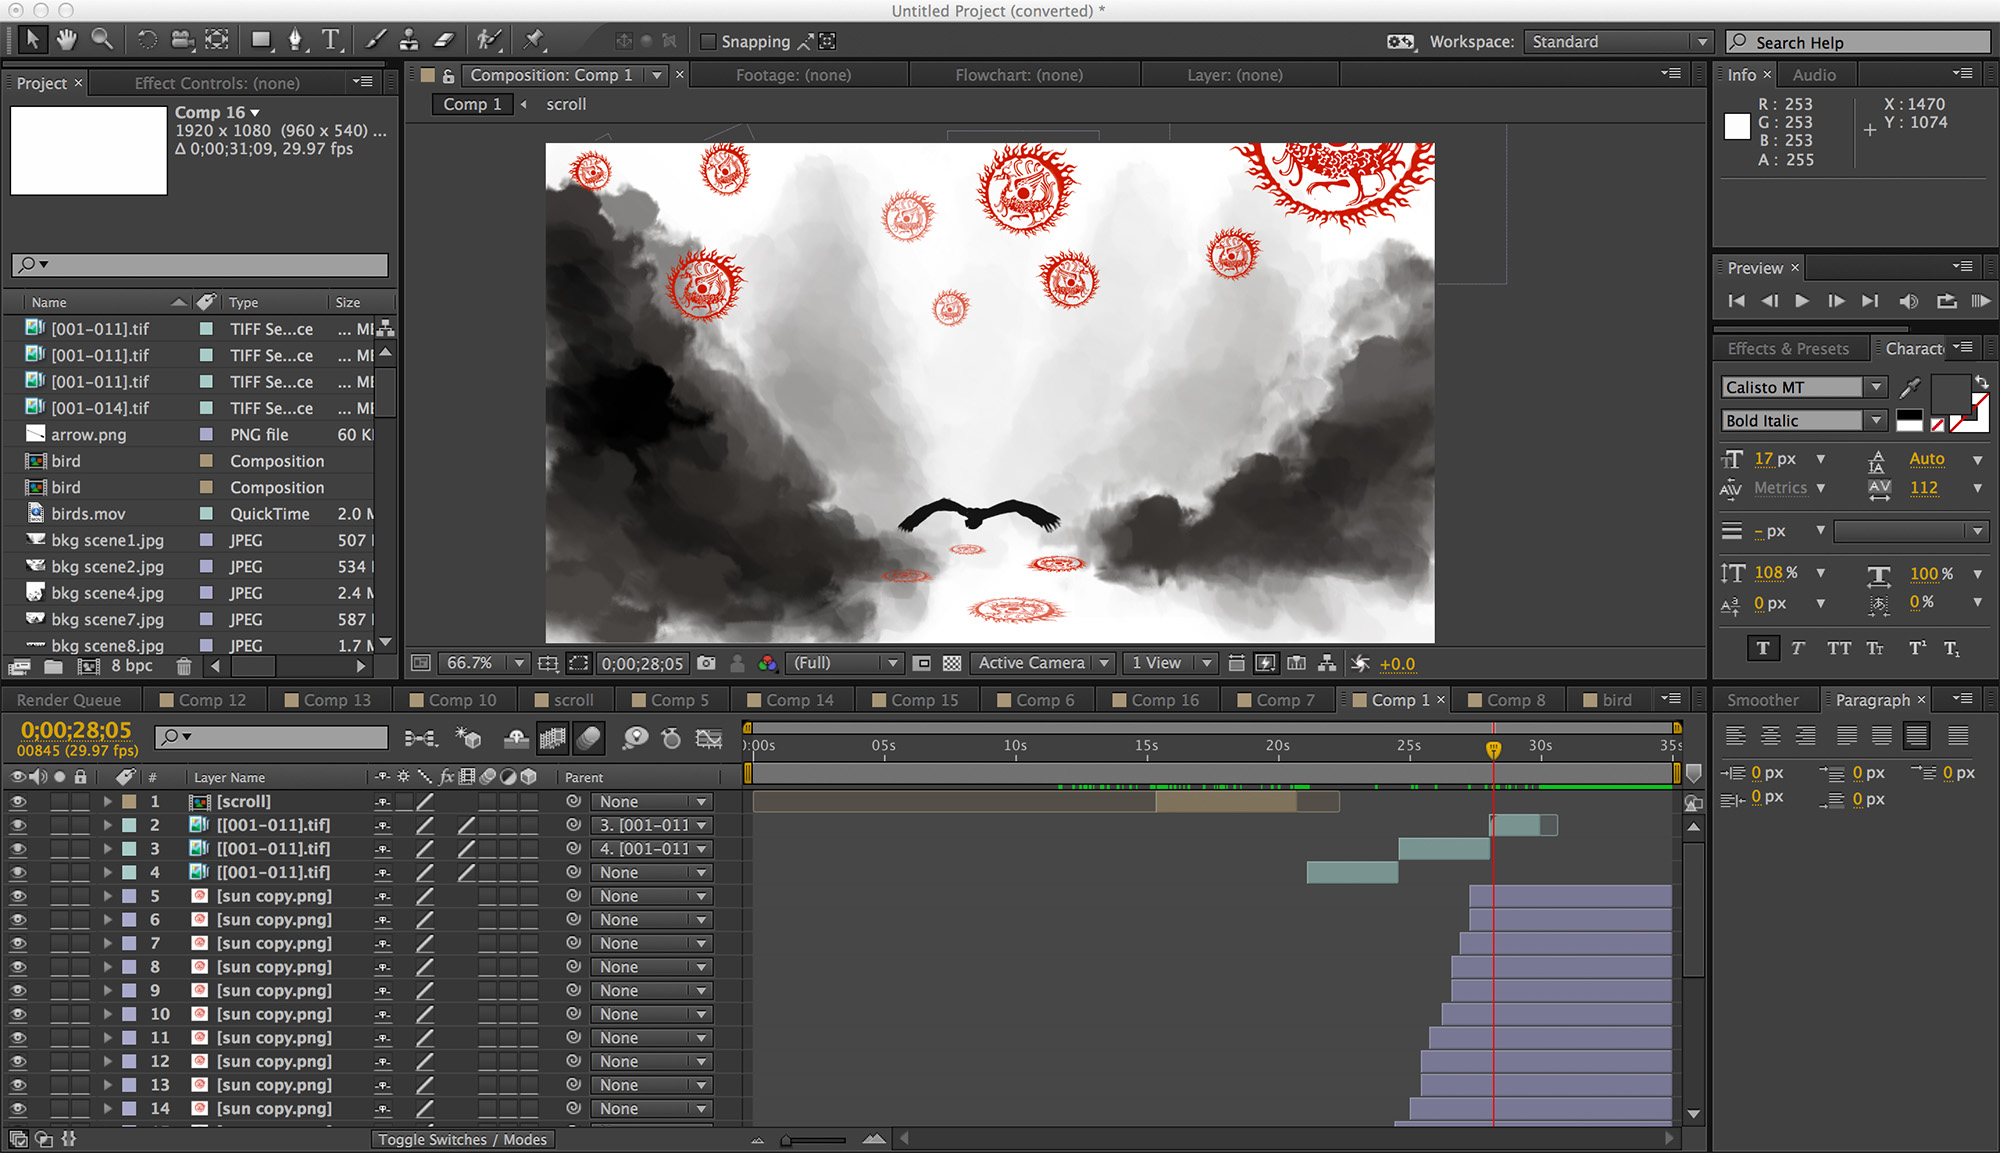 Untitled Project (converted) *
Snapping
Workspace: Standard
Search Help
Project ×
Effect Controls: (none)
Comp 16
1920 x 1080 (960 x 540) ...
Δ 0;00;31;09, 29.97 fps
Name Type Size
[001-011].tif TIFF Se...ce ... ME
[001-011].tif TIFF Se...ce ... ME
[001-011].tif TIFF Se...ce ... ME
[001-014].tif TIFF Se...ce ... ME
arrow.png PNG file 60 K
bird Composition
bird Composition
birds.mov QuickTime 2.0 M
bkg scene1.jpg JPEG 507
bkg scene2.jpg JPEG 534
bkg scene4.jpg JPEG 2.4 M
bkg scene7.jpg JPEG 587
bkg scene8.jpg JPEG 1.7 M
8 bpc
Composition: Comp 1 ×
Footage: (none)
Flowchart: (none)
Layer: (none)
Comp 1
scroll
66.7%
0;00;28;05
(Full)
Active Camera
1 View
+0.0
Info ×
Audio
R : 253
G : 253
B : 253
A : 255
X : 1470
Y : 1074
Preview ×
Effects & Presets
Charact
Calisto MT
Bold Italic
17 px
Auto
Metrics
112
- px
108 %
100 %
0 px
0 %
T T TT Tt T¹ T₁
Render Queue
Comp 12
Comp 13
Comp 10
scroll
Comp 5
Comp 14
Comp 15
Comp 6
Comp 16
Comp 7
Comp 1 ×
Comp 8
bird
0;00;28;05
00845 (29.97 fps)
):00s 05s 10s 15s 20s 25s 30s 35s
# Layer Name fx Parent
1 [scroll] None
2 [[001-011].tif] 3. [001-011
3 [[001-011].tif] 4. [001-011
4 [[001-011].tif] None
5 [sun copy.png] None
6 [sun copy.png] None
7 [sun copy.png] None
8 [sun copy.png] None
9 [sun copy.png] None
10 [sun copy.png] None
11 [sun copy.png] None
12 [sun copy.png] None
13 [sun copy.png] None
14 [sun copy.png] None
Toggle Switches / Modes
Smoother
Paragraph ×
0 px 0 px 0 px
0 px 0 px